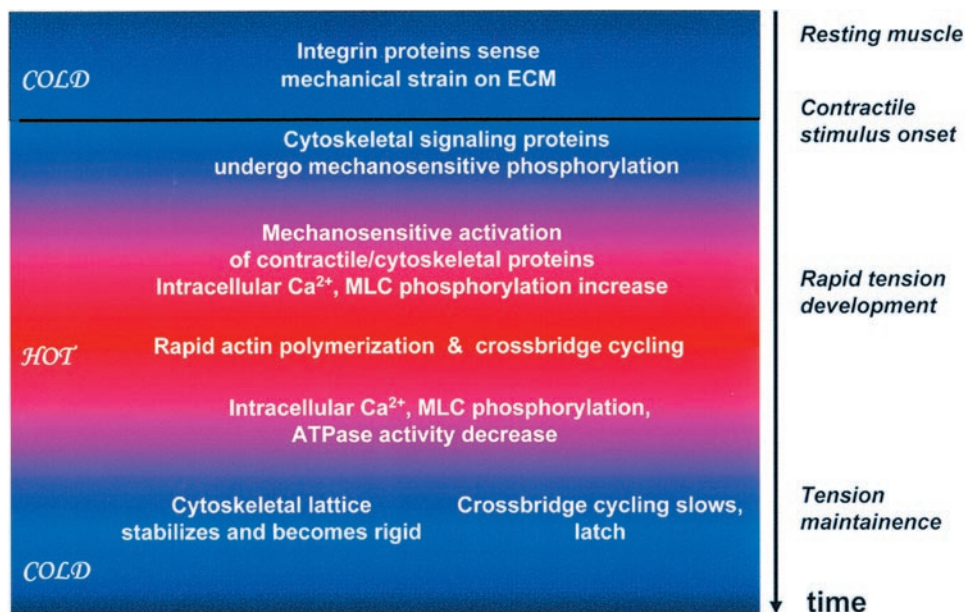 Resting muscle
Integrin proteins sense
COLD
mechanical strain on ECM
Contractile
stimulus onset
Cytoskeletal signaling proteins
undergo mechanosensitive phosphorylation
Mechanosensitive activation
of contractile/cytoskeletal proteins
Intracellular Ca²⁺, MLC phosphorylation increase
Rapid tension
development
HOT
Rapid actin polymerization & crossbridge cycling
Intracellular Ca²⁺, MLC phosphorylation,
ATPase activity decrease
Cytoskeletal lattice
stabilizes and becomes rigid
Crossbridge cycling slows,
latch
Tension
maintainence
COLD
time